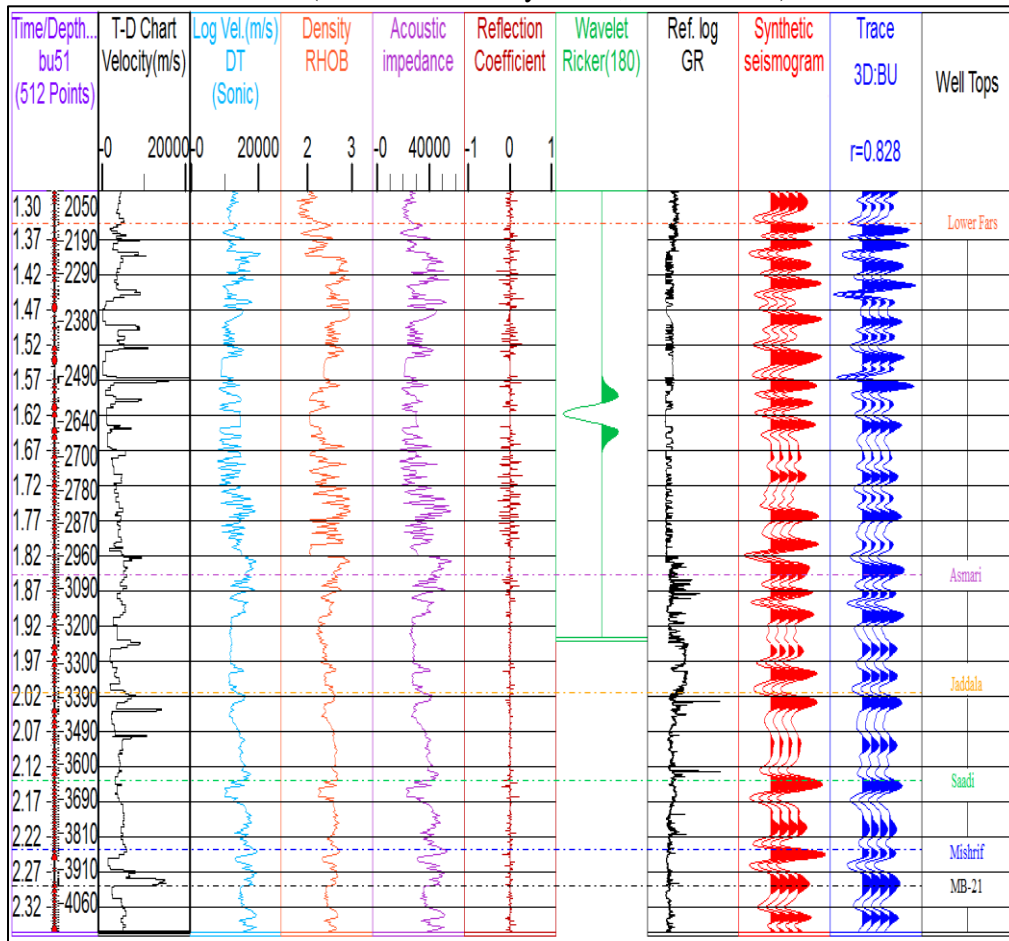 Time/Depth...
bu51
(512 Points)
T-D Chart
Velocity(m/s)
Log Vel.(m/s)
DT
(Sonic)
Density
RHOB
Acoustic
impedance
Reflection
Coefficient
Wavelet
Ricker(180)
Ref. log
GR
Synthetic
seismogram
Trace
3D:BU
r=0.828
Well Tops
-0 20000
-0 20000
2 3
-0 40000
-1 0 1
1.30 2050
Lower Fars
1.37 2190
1.42 2290
1.47
2380
1.52
1.57 2490
1.62 2640
1.67 2700
1.72 2780
1.77 2870
1.82 2960
Asmari
1.87 3090
1.92 3200
1.97 3300
Jaddala
2.02 3390
2.07 3490
2.12 3600
Saadi
2.17 3690
2.22 3810
Mishrif
2.27 3910
MB-21
2.32 4060